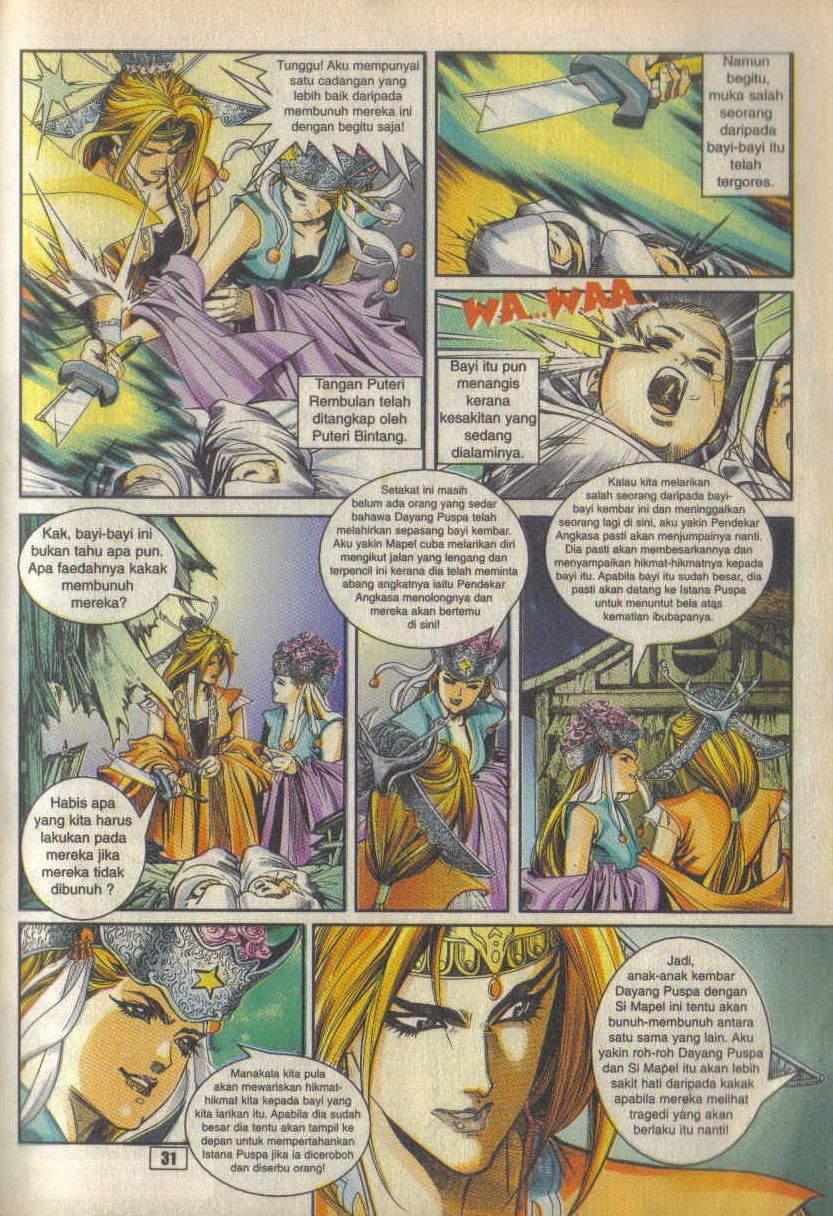 Tunggu! Aku mempunyai
satu cadangan yang
lebih baik daripada
membunuh mereka ini
dengan begitu saja!
Tangan Puteri
Rembulan telah
ditangkap oleh
Puteri Bintang.
Namun
begitu,
muka salah
seorang
daripada
bayi-bayi itu
telah
tergores.
WA...WAA...
Bayi itu pun
menangis
kerana
kesakitan yang
sedang
dialaminya.
Kak, bayi-bayi ini
bukan tahu apa pun.
Apa faedahnya kakak
membunuh
mereka?
Habis apa
yang kita harus
lakukan pada
mereka jika
mereka tidak
dibunuh ?
Setakat ini masih
belum ada orang yang sedar
bahawa Dayang Puspa telah
melahirkan sepasang bayi kembar.
Aku yakin Mapel cuba melarikan diri
mengikut jalan yang lengang dan
terpencil ini kerana dia telah meminta
abang angkatnya iaitu Pendekar
Angkasa menolongnya dan
mereka akan bertemu
di sini!
Kalau kita melarikan
salah seorang daripada bayi-
bayi kembar ini dan meninggalkan
seorang lagi di sini, aku yakin Pendekar
Angkasa pasti akan menjumpainya nanti.
Dia pasti akan membesarkannya dan
menyampaikan hikmat-hikmatnya kepada
bayi itu. Apabila bayi itu sudah besar, dia
pasti akan datang ke Istana Puspa
untuk menuntut bela atas
kematian ibubapanya.
Manakala kita pula
akan mewariskan hikmat-
hikmat kita kepada bayi yang
kita larikan itu. Apabila dia sudah
besar dia tentu akan tampil ke
depan untuk mempertahankan
Istana Puspa jika ia diceroboh
dan diserbu orang!
Jadi,
anak-anak kembar
Dayang Puspa dengan
Si Mapel ini tentu akan
bunuh-membunuh antara
satu sama yang lain. Aku
yakin roh-roh Dayang Puspa
dan Si Mapel itu akan lebih
sakit hati daripada kakak
apabila mereka melihat
tragedi yang akan
berlaku itu nanti!
31